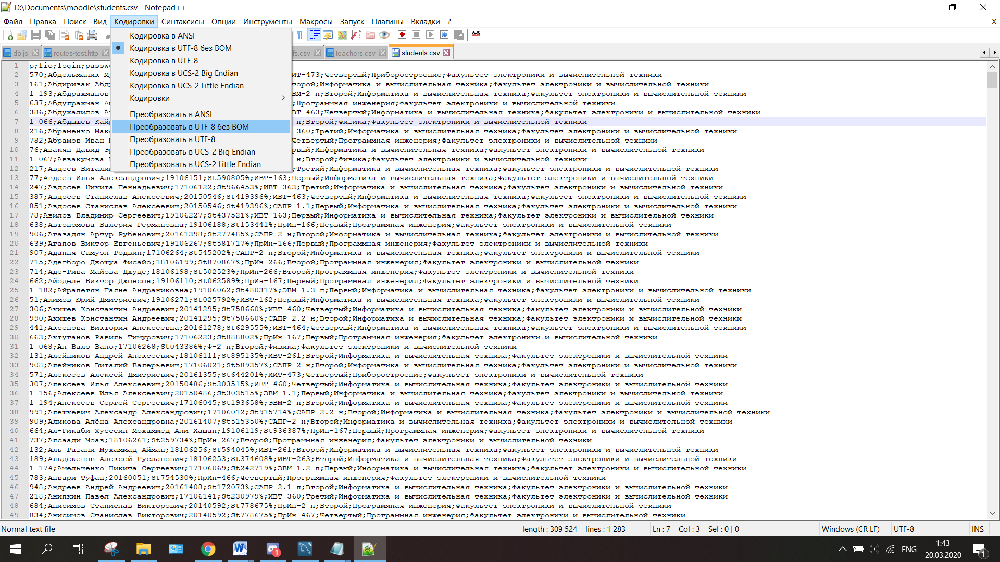 D:\Documents\moodle\students.csv - Notepad++
Файл Правка Поиск Вид Кодировки Синтаксисы Опции Инструменты Макросы Запуск Плагины Вкладки ? X
ABC
db.js routes-test.http fs.csv teachers.csv students.csv
Кодировка в ANSI
Кодировка в UTF-8 без BOM
Кодировка в UTF-8
Кодировка в UCS-2 Big Endian
Кодировка в UCS-2 Little Endian
Кодировки
Преобразовать в ANSI
Преобразовать в UTF-8 без BOM
Преобразовать в UTF-8
Преобразовать в UCS-2 Big Endian
Преобразовать в UCS-2 Little Endian
1 p;fio;login;passwo
2 570;Абдельмалик Му ИТ-473;Четвертый;Приборостроение;Факультет электроники и вычислительной техники
3 161;Абдиризак Абду торой;Информатика и вычислительная техника;Факультет электроники и вычислительной техники
4 1 193;Абдрахманов ВМ-2 н;Второй;Информатика и вычислительная техника;Факультет электроники и вычислительной техники
5 637;Абдулрахман Ам ;Программная инженерия;Факультет электроники и вычислительной техники
6 386;Абдухалилов Ак ВТ-463;Четвертый;Информатика и вычислительная техника;Факультет электроники и вычислительной техники
7 1 066;Абдышев Кайр н;Второй;Физика;Факультет электроники и вычислительной техники
8 216;Абраменко Макс -360;Третий;Информатика и вычислительная техника;Факультет электроники и вычислительной техники
9 782;Абрамов Иван М Четвертый;Программная инженерия;Факультет электроники и вычислительной техники
10 76;Авакян Давид Эр рвый;Информатика и вычислительная техника;Факультет электроники и вычислительной техники
11 1 067;Аввакумова н;Второй;Физика;Факультет электроники и вычислительной техники
12 217;Авдеев Виталий ;Третий;Информатика и вычислительная техника;Факультет электроники и вычислительной техники
13 77;Авдеев Илья Александрович;19106151;St590805%;ИВТ-163;Первый;Информатика и вычислительная техника;Факультет электроники и вычислительной техники
14 247;Авдосев Никита Геннадьевич;17106122;St966453%;ИВТ-363;Третий;Информатика и вычислительная техника;Факультет электроники и вычислительной техники
15 387;Авдосев Станислав Алексеевич;20150546;St419396%;ИВТ-463;Четвертый;Информатика и вычислительная техника;Факультет электроники и вычислительной техники
16 851;Авдосев Станислав Алексеевич;20150546;St419396%;САПР-1.1;Первый;Информатика и вычислительная техника;Факультет электроники и вычислительной техники
17 78;Авилов Владимир Сергеевич;19106227;St437521%;ИВТ-163;Первый;Информатика и вычислительная техника;Факультет электроники и вычислительной техники
18 638;Автономова Валерия Германовна;19106188;St153441%;ПрИн-166;Первый;Программная инженерия;Факультет электроники и вычислительной техники
19 906;Агазадян Артур Рубенович;20161398;St277485%;САПР-2 н;Второй;Информатика и вычислительная техника;Факультет электроники и вычислительной техники
20 639;Агапов Виктор Евгеньевич;19106267;St581717%;ПрИн-166;Первый;Программная инженерия;Факультет электроники и вычислительной техники
21 907;Адання Самуэл Годвин;17106264;St545202%;САПР-2 н;Второй;Информатика и вычислительная техника;Факультет электроники и вычислительной техники
22 715;Адегборо Джошуа Фисайо;18106199;St870867%;ПрИн-266;Второй;Программная инженерия;Факультет электроники и вычислительной техники
23 714;Аде-Гива Майова Джуде;18106198;St502523%;ПрИн-266;Второй;Программная инженерия;Факультет электроники и вычислительной техники
24 662;Айоделе Виктор Джонсон;19106110;St062589%;ПрИн-167;Первый;Программная инженерия;Факультет электроники и вычислительной техники
25 1 182;Айрапетян Гаяне Андраниковна;19106062;St480317%;ЭВМ-1.3 п;Первый;Информатика и вычислительная техника;Факультет электроники и вычислительной техники
26 51;Акимов Юрий Дмитриевич;19106271;St025792%;ИВТ-162;Первый;Информатика и вычислительная техника;Факультет электроники и вычислительной техники
27 306;Акишев Константин Андреевич;20141295;St758660%;ИВТ-460;Четвертый;Информатика и вычислительная техника;Факультет электроники и вычислительной техники
28 990;Акишев Константин Андреевич;20141295;St758660%;САПР-2.2 н;Второй;Информатика и вычислительная техника;Факультет электроники и вычислительной техники
29 441;Аксенова Виктория Алексеевна;20161278;St629555%;ИВТ-464;Четвертый;Информатика и вычислительная техника;Факультет электроники и вычислительной техники
30 663;Актуганов Равиль Тимурович;17106223;St888802%;ПрИн-167;Первый;Программная инженерия;Факультет электроники и вычислительной техники
31 1 068;Ал Вало Вало;17106268;St043386%;Ф-2 н;Второй;Физика;Факультет электроники и вычислительной техники
32 131;Алейников Андрей Алексеевич;18106111;St895135%;ИВТ-261;Второй;Информатика и вычислительная техника;Факультет электроники и вычислительной техники
33 908;Алейников Виталий Валерьевич;17106021;St589357%;САПР-2 н;Второй;Информатика и вычислительная техника;Факультет электроники и вычислительной техники
34 571;Алексеев Алексей Дмитриевич;20161355;St644201%;ИИТ-473;Четвертый;Приборостроение;Факультет электроники и вычислительной техники
35 307;Алексеев Илья Алексеевич;20150486;St303515%;ИВТ-460;Четвертый;Информатика и вычислительная техника;Факультет электроники и вычислительной техники
36 1 156;Алексеев Илья Алексеевич;20150486;St303515%;ЭВМ-1.1;Первый;Информатика и вычислительная техника;Факультет электроники и вычислительной техники
37 1 194;Алексеев Сергей Сергеевич;17106045;St193658%;ЭВМ-2 н;Второй;Информатика и вычислительная техника;Факультет электроники и вычислительной техники
38 991;Алешкевич Александр Александрович;17106012;St915714%;САПР-2.2 н;Второй;Информатика и вычислительная техника;Факультет электроники и вычислительной техники
39 909;Аликова Алёна Александровна;20161407;St515350%;САПР-2 н;Второй;Информатика и вычислительная техника;Факультет электроники и вычислительной техники
40 664;Ал-Рикаби Хуссеин Мохаммед Али Хашан;19106119;St936387%;ПрИн-167;Первый;Программная инженерия;Факультет электроники и вычислительной техники
41 737;Алсаади Моаз;18106261;St259734%;ПрИн-267;Второй;Программная инженерия;Факультет электроники и вычислительной техники
42 132;Аль Газали Мухаммад Айман;18106256;St594045%;ИВТ-261;Второй;Информатика и вычислительная техника;Факультет электроники и вычислительной техники
43 189;Альдекенов Алексей Русланович;18106253;St374608%;ИВТ-263;Второй;Информатика и вычислительная техника;Факультет электроники и вычислительной техники
44 1 174;Амельченко Никита Сергеевич;17106069;St242719%;ЭВМ-1.2 п;Первый;Информатика и вычислительная техника;Факультет электроники и вычислительной техники
45 783;Анвари Туфан;20160051;St754530%;ПрИн-466;Четвертый;Программная инженерия;Факультет электроники и вычислительной техники
46 948;Андреев Андрей Андреевич;20161408;St172073%;САПР-2.1 п;Второй;Информатика и вычислительная техника;Факультет электроники и вычислительной техники
47 218;Анипкин Павел Александрович;17106141;St230979%;ИВТ-360;Третий;Информатика и вычислительная техника;Факультет электроники и вычислительной техники
48 684;Анисимов Станислав Викторович;20140592;St778675%;ПрИн-2 н;Второй;Программная инженерия;Факультет электроники и вычислительной техники
49 834;Анисимов Станислав Викторович;20140592;St778675%;ПрИн-467;Четвертый;Программная инженерия;Факультет электроники и вычислительной техники
Normal text file length : 309 524 lines : 1 283 Ln : 7 Col : 3 Sel : 0 | 0 Windows (CR LF) UTF-8 INS
1 ENG 1:43 20.03.2020 1